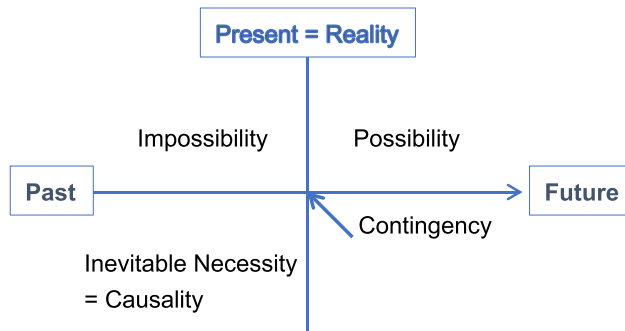 Present = Reality
Impossibility
Possibility
Past
Future
Contingency
Inevitable Necessity
= Causality